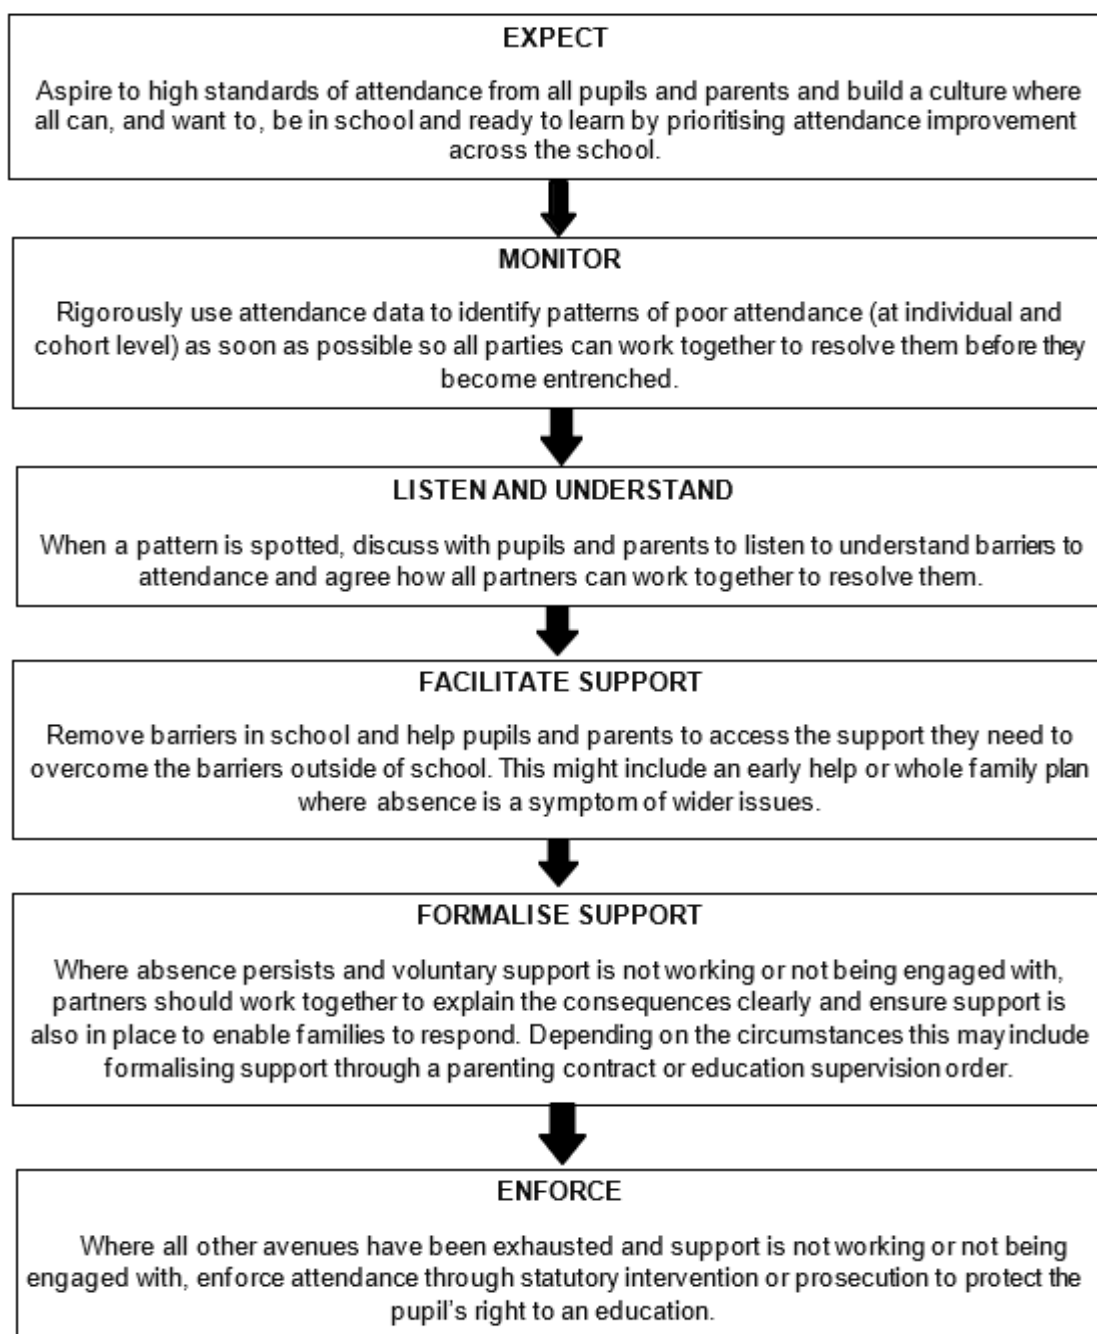 EXPECT
Aspire to high standards of attendance from all pupils and parents and build a culture where
all can, and want to, be in school and ready to learn by prioritising attendance improvement
across the school.
MONITOR
Rigorously use attendance data to identify patterns of poor attendance (at individual and
cohort level) as soon as possible so all parties can work together to resolve them before they
become entrenched.
LISTEN AND UNDERSTAND
When a pattern is spotted, discuss with pupils and parents to listen to understand barriers to
attendance and agree how all partners can work together to resolve them.
FACILITATE SUPPORT
Remove barriers in school and help pupils and parents to access the support they need to
overcome the barriers outside of school. This might include an early help or whole family plan
where absence is a symptom of wider issues.
FORMALISE SUPPORT
Where absence persists and voluntary support is not working or not being engaged with,
partners should work together to explain the consequences clearly and ensure support is
also in place to enable families to respond. Depending on the circumstances this may include
formalising support through a parenting contract or education supervision order.
ENFORCE
Where all other avenues have been exhausted and support is not working or not being
engaged with, enforce attendance through statutory intervention or prosecution to protect the
pupil's right to an education.